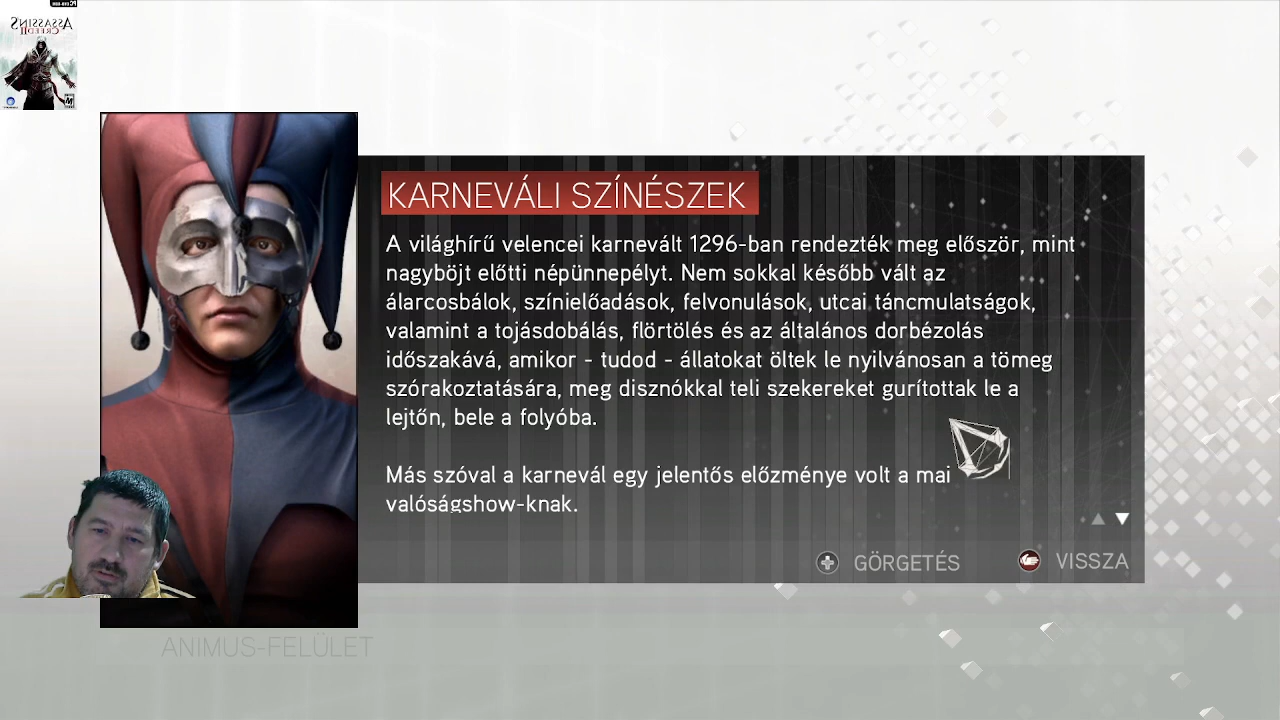 ASSASSIN'S
CREED II
KARNEVÁLI SZÍNÉSZEK
A világhírű velencei karnevált 1296-ban rendezték meg először, mint
nagyböjt előtti népünnepélyt. Nem sokkal később vált az
álarcosbálok, színielőadások, felvonulások, utcai táncmulatságok,
valamint a tojásdobálás, flörtölés és az általános dorbézolás
időszakává, amikor - tudod - állatokat öltek le nyilvánosan a tömeg
szórakoztatására, meg disznókkal teli szekereket gurítottak le a
lejtőn, bele a folyóba.
Más szóval a karnevál egy jelentős előzménye volt a mai
valóságshow-knak.
GÖRGETÉS
VISSZA
ANIMUS-FELÜLET